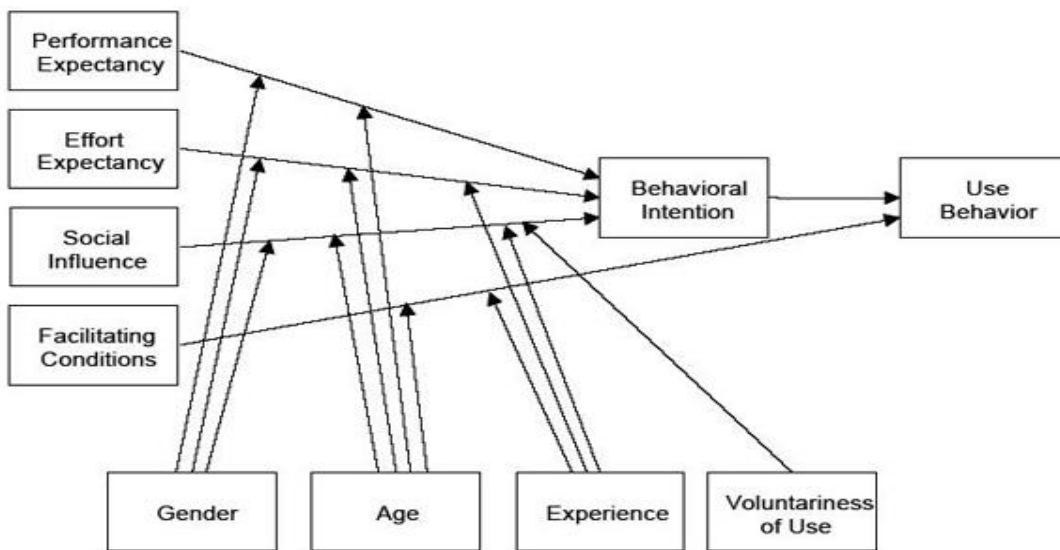 Performance
Expectancy
Effort
Expectancy
Social
Influence
Facilitating
Conditions
Behavioral
Intention
Use
Behavior
Gender
Age
Experience
Voluntariness
of Use